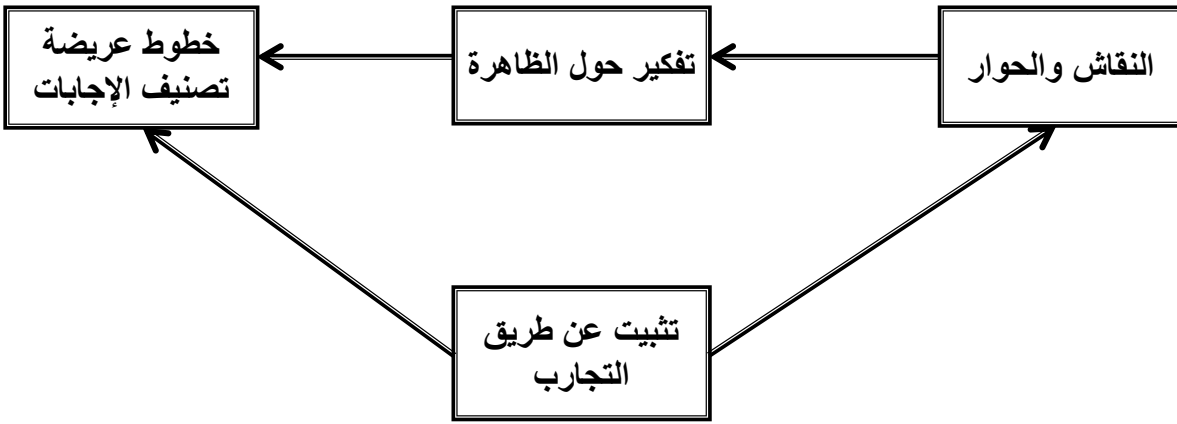 النقاش والحوار
تفكير حول الظاهرة
خطوط عريضة
تصنيف الإجابات
تثبيت عن طريق
التجارب